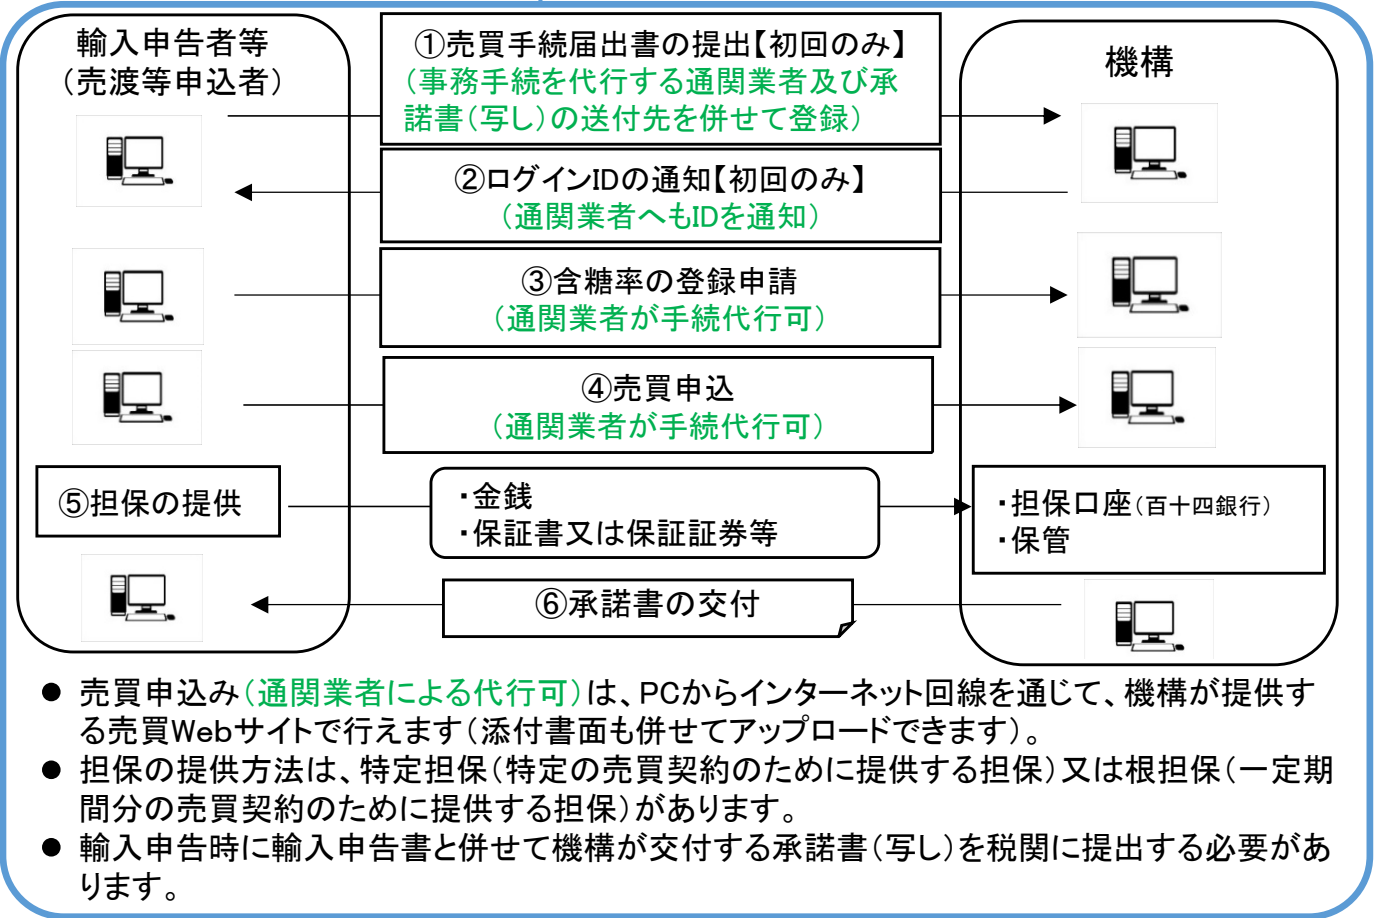 輸入申告者等
（売渡等申込者）
機構
①売買手続届出書の提出【初回のみ】
（事務手続を代行する通関業者及び承
諾書（写し）の送付先を併せて登録）
②ログインIDの通知【初回のみ】
（通関業者へもIDを通知）
③含糖率の登録申請
（通関業者が手続代行可）
④売買申込
（通関業者が手続代行可）
⑤担保の提供
・金銭
・保証書又は保証証券等
・担保口座（百十四銀行）
・保管
⑥承諾書の交付
● 売買申込み（通関業者による代行可）は、PCからインターネット回線を通じて、機構が提供す
る売買Webサイトで行えます（添付書面も併せてアップロードできます）。
● 担保の提供方法は、特定担保（特定の売買契約のために提供する担保）又は根担保（一定期
間分の売買契約のために提供する担保）があります。
● 輸入申告時に輸入申告書と併せて機構が交付する承諾書（写し）を税関に提出する必要があ
ります。